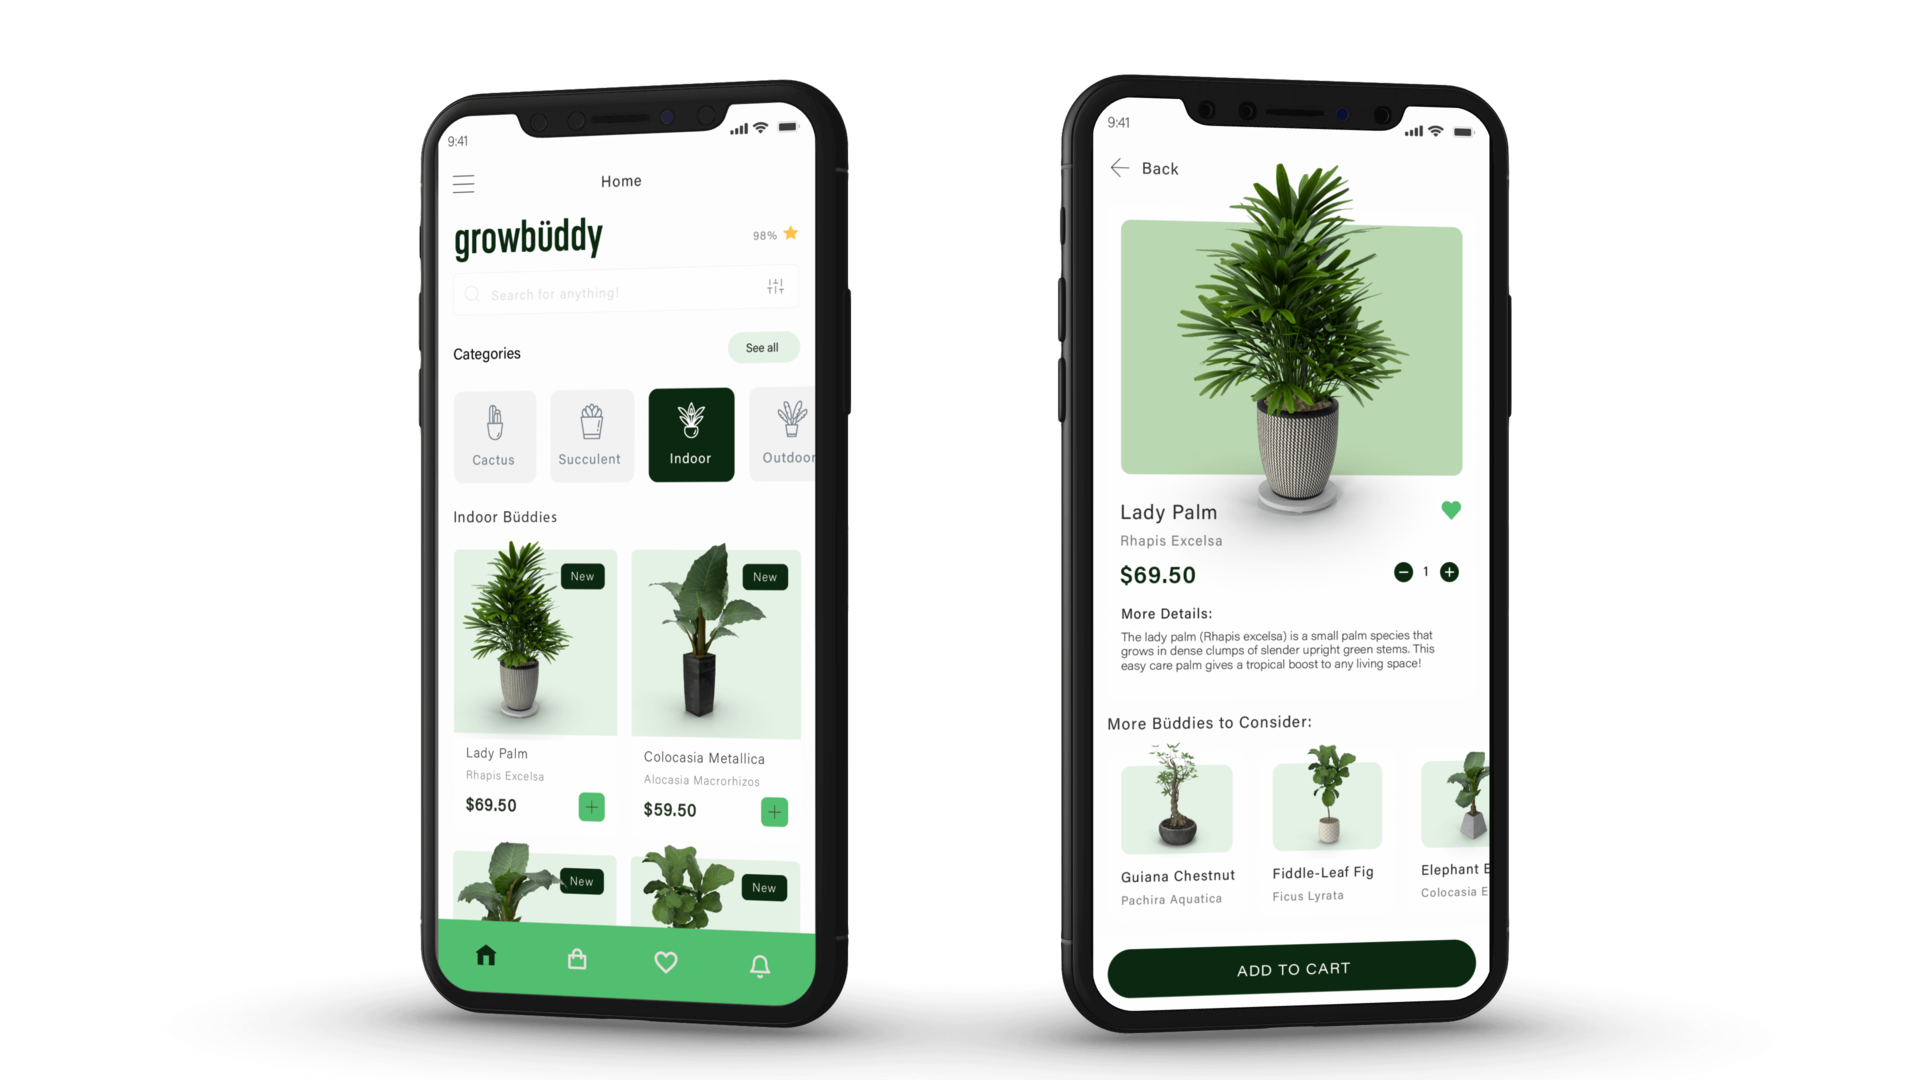 9:41
Home
growbüddy
98%
Search for anything!
Categories
See all
Cactus
Succulent
Indoor
Outdoor
Indoor Büddies
New
New
Lady Palm
Rhapis Excelsa
$69.50
Colocasia Metallica
Alocasia Macrorhizos
$59.50
New
New
9:41
Back
Lady Palm
Rhapis Excelsa
$69.50
1
More Details:
The lady palm (Rhapis excelsa) is a small palm species that
grows in dense clumps of slender upright green stems. This
easy care palm gives a tropical boost to any living space!
More Büddies to Consider:
Guiana Chestnut
Pachira Aquatica
Fiddle-Leaf Fig
Ficus Lyrata
Elephant E
Colocasia E
ADD TO CART